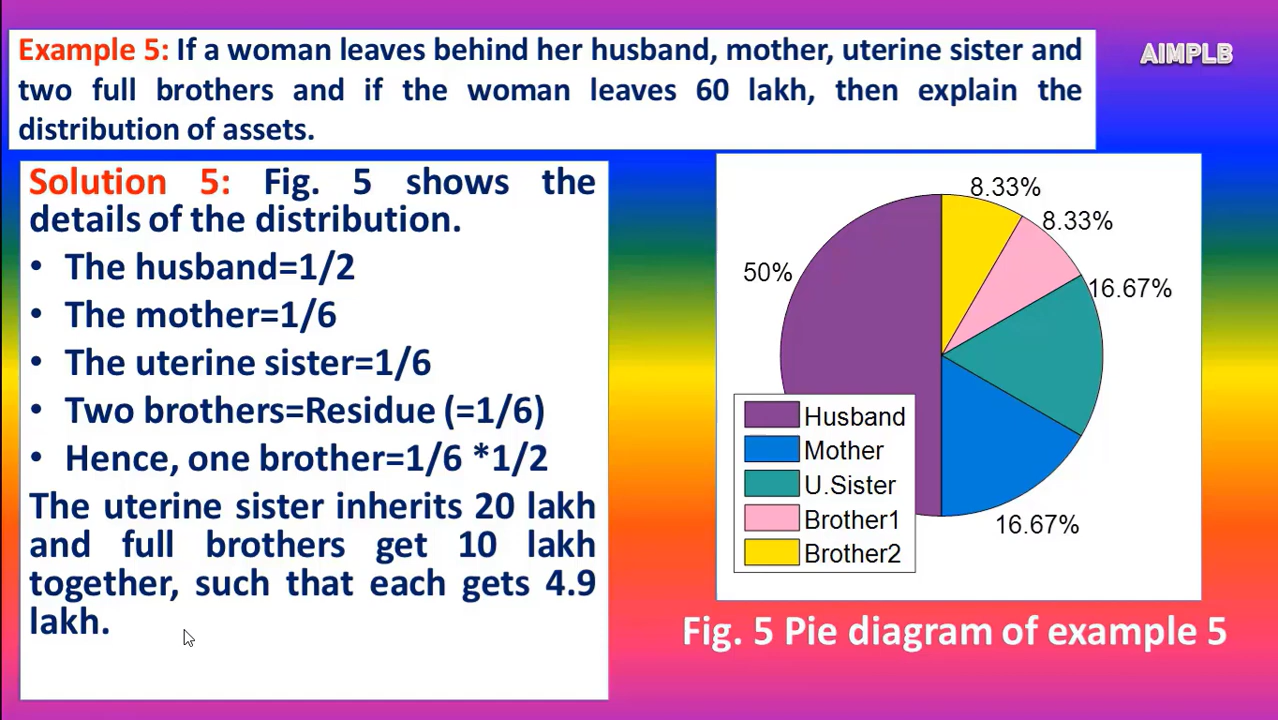 Example 5: If a woman leaves behind her husband, mother, uterine sister and
two full brothers and if the woman leaves 60 lakh, then explain the
distribution of assets.
AIMPLB
Solution 5: Fig. 5 shows the
details of the distribution.
• The husband=1/2
• The mother=1/6
• The uterine sister=1/6
• Two brothers=Residue (=1/6)
• Hence, one brother=1/6 *1/2
The uterine sister inherits 20 lakh
and full brothers get 10 lakh
together, such that each gets 4.9
lakh.
8.33%
8.33%
50%
16.67%
16.67%
Husband
Mother
U.Sister
Brother1
Brother2
Fig. 5 Pie diagram of example 5